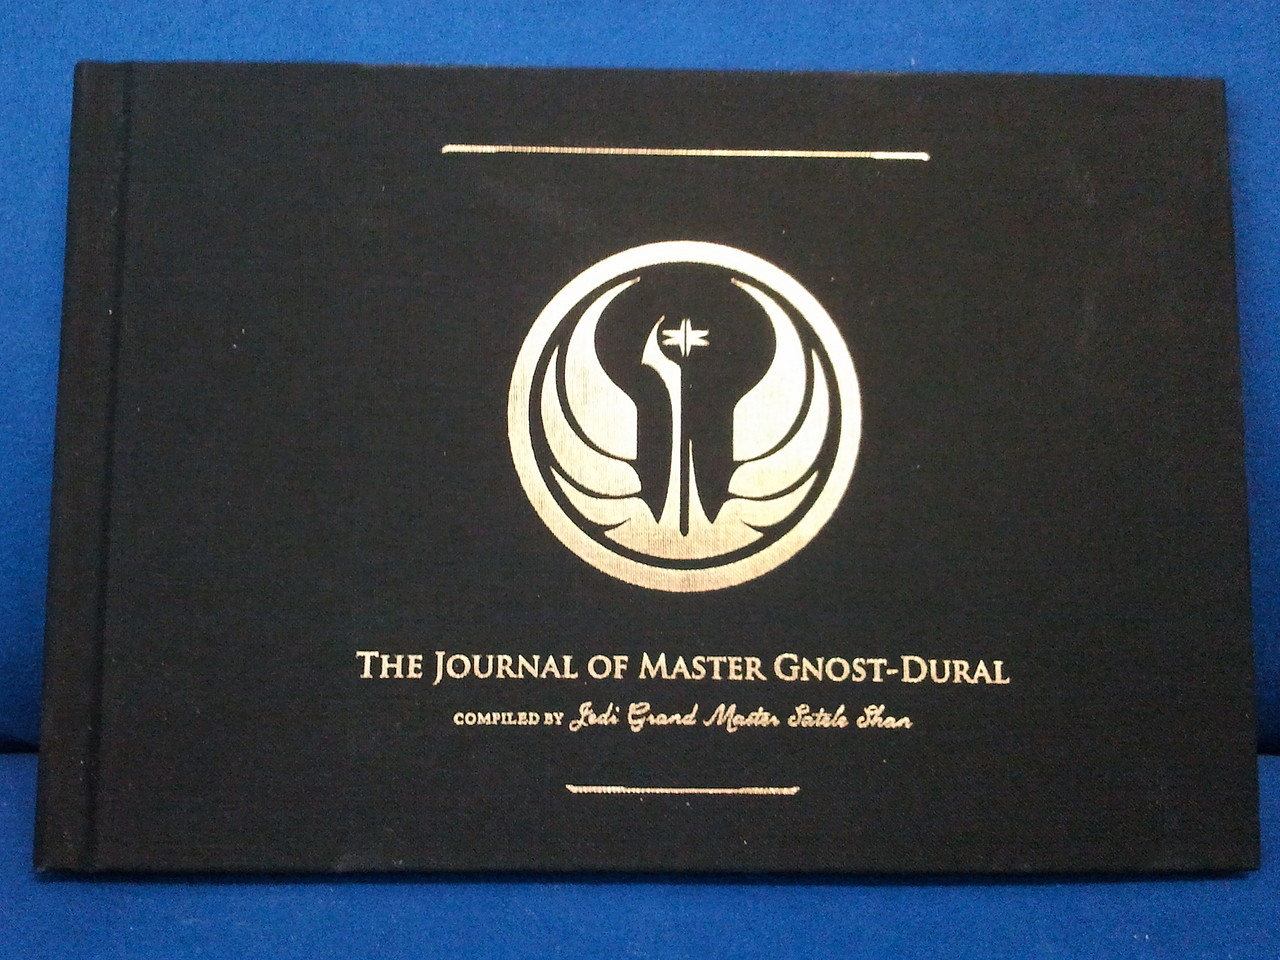 THE JOURNAL OF MASTER GNOST-DURAL
COMPILED BY Jedi Grand Master Satele Shan